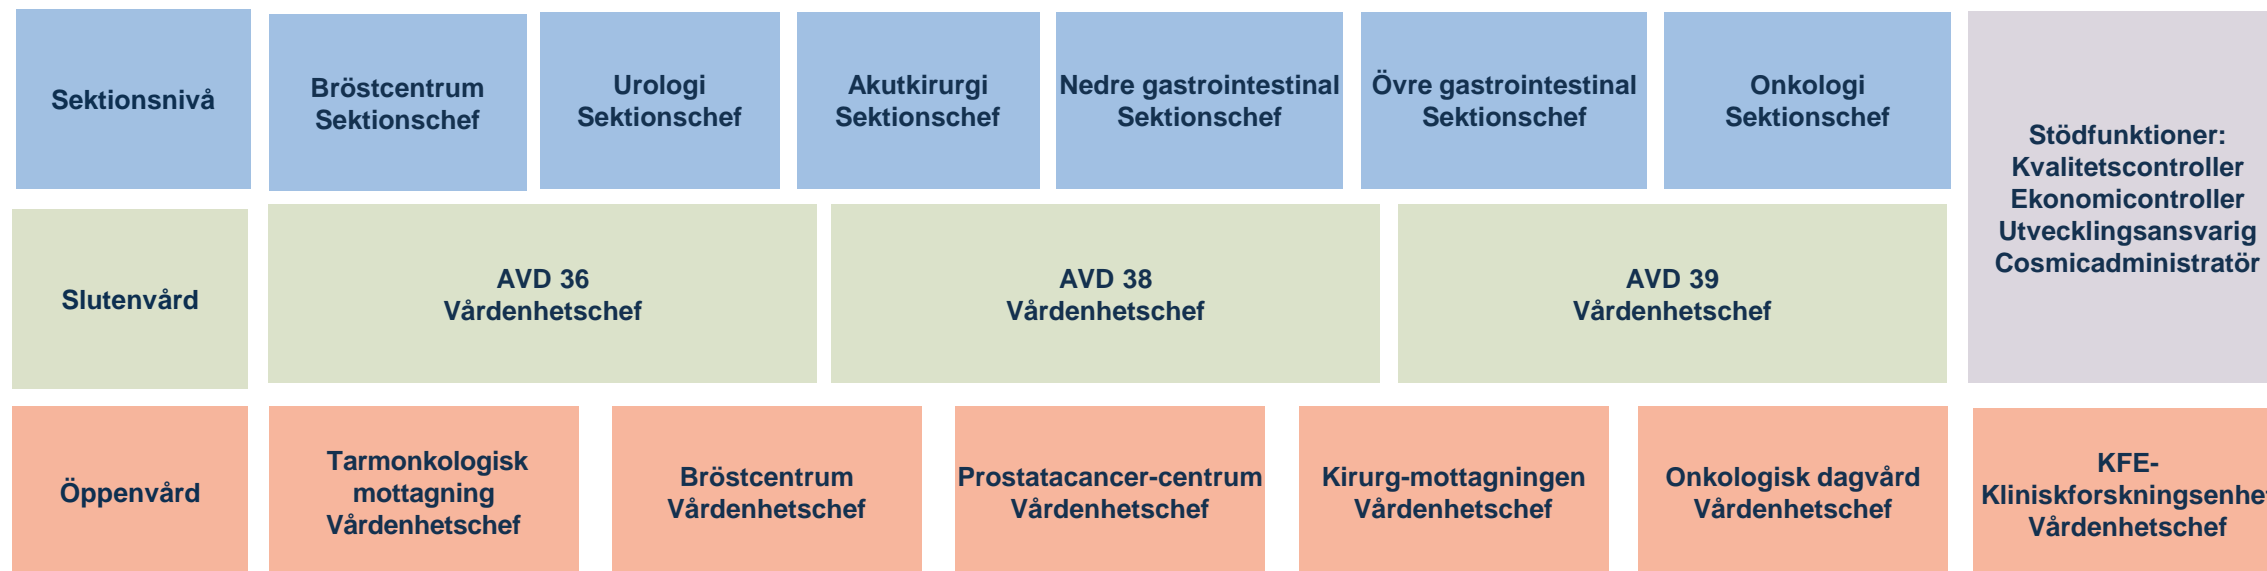 Sektionsnivå
Bröstcentrum
Sektionschef
Urologi
Sektionschef
Akutkirurgi
Sektionschef
Nedre gastrointestinal
Sektionschef
Övre gastrointestinal
Sektionschef
Onkologi
Sektionschef
Stödfunktioner:
Kvalitetscontroller
Ekonomicontroller
Utvecklingsansvarig
Cosmicadministratör
Slutenvård
AVD 36
Vårdenhetschef
AVD 38
Vårdenhetschef
AVD 39
Vårdenhetschef
Öppenvård
Tarmonkologisk
mottagning
Vårdenhetschef
Bröstcentrum
Vårdenhetschef
Prostatacancer-centrum
Vårdenhetschef
Kirurg-mottagningen
Vårdenhetschef
Onkologisk dagvård
Vårdenhetschef
KFE-
Kliniskforskningsenhet
Vårdenhetschef